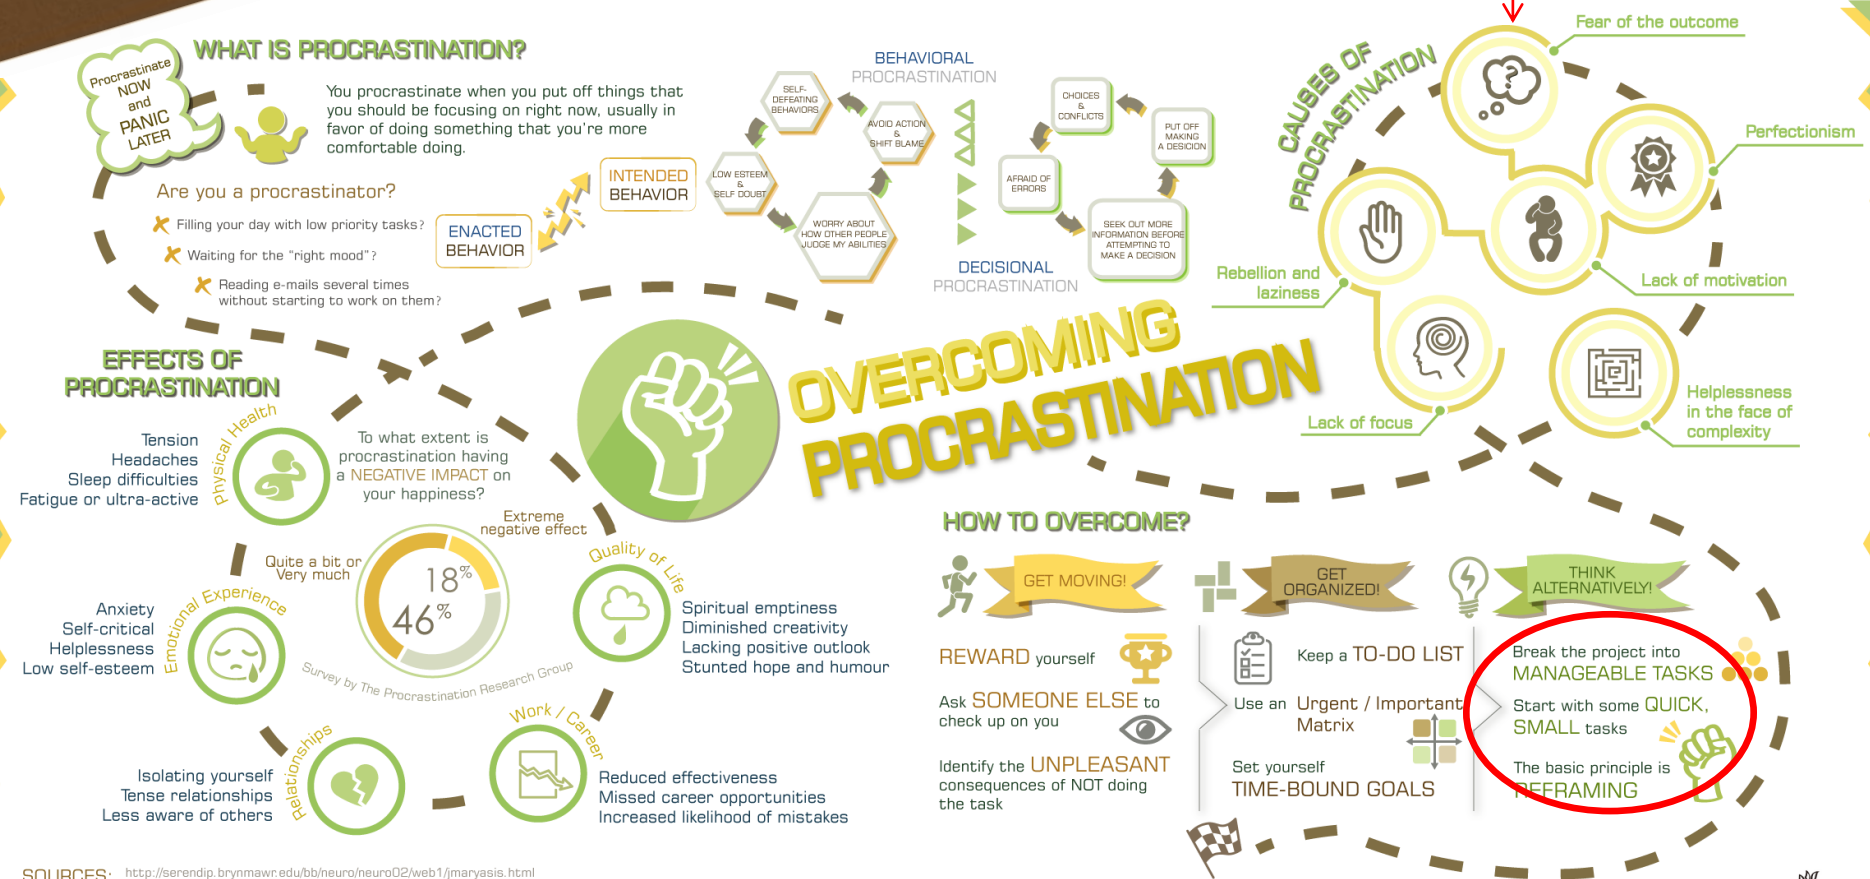 Procrastinate
NOW
and
PANIC
LATER
WHAT IS PROCRASTINATION?
You procrastinate when you put off things that
you should be focusing on right now, usually in
favor of doing something that you're more
comfortable doing.
Are you a procrastinator?
Filling your day with low priority tasks?
Waiting for the "right mood"?
Reading e-mails several times
without starting to work on them?
ENACTED
BEHAVIOR
INTENDED
BEHAVIOR
BEHAVIORAL
PROCRASTINATION
SELF-
DEFEATING
BEHAVIORS
AVOID ACTION
&
SHIFT BLAME
LOW ESTEEM
&
SELF DOUBT
WORRY ABOUT
HOW OTHER PEOPLE
JUDGE MY ABILITIES
CHOICES
&
CONFLICTS
PUT OFF
MAKING
A DESICION
AFRAID OF
ERRORS
SEEK OUT MORE
INFORMATION BEFORE
ATTEMPTING TO
MAKE A DECISION
DECISIONAL
PROCRASTINATION
CAUSES OF
PROCRASTINATION
Fear of the outcome
Perfectionism
Rebellion and
laziness
Lack of motivation
Lack of focus
Helplessness
in the face of
complexity
OVERCOMING
PROCRASTINATION
EFFECTS OF
PROCRASTINATION
Physical Health
Tension
Headaches
Sleep difficulties
Fatigue or ultra-active
To what extent is
procrastination having
a NEGATIVE IMPACT on
your happiness?
Extreme
negative effect
Quite a bit or
Very much
18%
46%
Survey by The Procrastination Research Group
Emotional Experience
Anxiety
Self-critical
Helplessness
Low self-esteem
Quality of Life
Spiritual emptiness
Diminished creativity
Lacking positive outlook
Stunted hope and humour
Relationships
Isolating yourself
Tense relationships
Less aware of others
Work / Career
Reduced effectiveness
Missed career opportunities
Increased likelihood of mistakes
HOW TO OVERCOME?
GET MOVING!
REWARD yourself
Ask SOMEONE ELSE to
check up on you
Identify the UNPLEASANT
consequences of NOT doing
the task
GET
ORGANIZED!
Keep a TO-DO LIST
Use an Urgent / Important
Matrix
Set yourself
TIME-BOUND GOALS
THINK
ALTERNATIVELY!
Break the project into
MANAGEABLE TASKS
Start with some QUICK,
SMALL tasks
The basic principle is
REFRAMING
SOURCES: http://serendip.brynmawr.edu/bb/neuro/neuro02/web1/jmaryasis.html